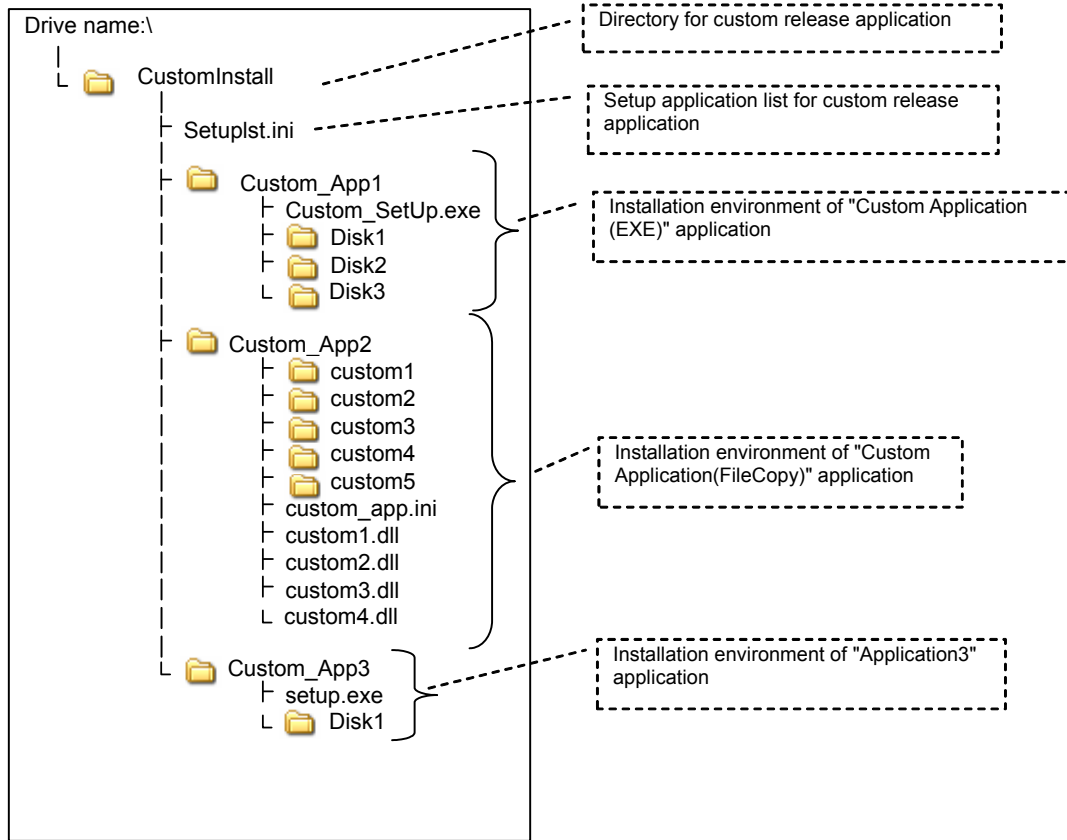 Drive name:\
CustomInstall
Setuplst.ini
Custom_App1
Custom_SetUp.exe
Disk1
Disk2
Disk3
Custom_App2
custom1
custom2
custom3
custom4
custom5
custom_app.ini
custom1.dll
custom2.dll
custom3.dll
custom4.dll
Custom_App3
setup.exe
Disk1
Directory for custom release application
Setup application list for custom release
application
Installation environment of "Custom Application
(EXE)" application
Installation environment of "Custom
Application(FileCopy)" application
Installation environment of "Application3"
application